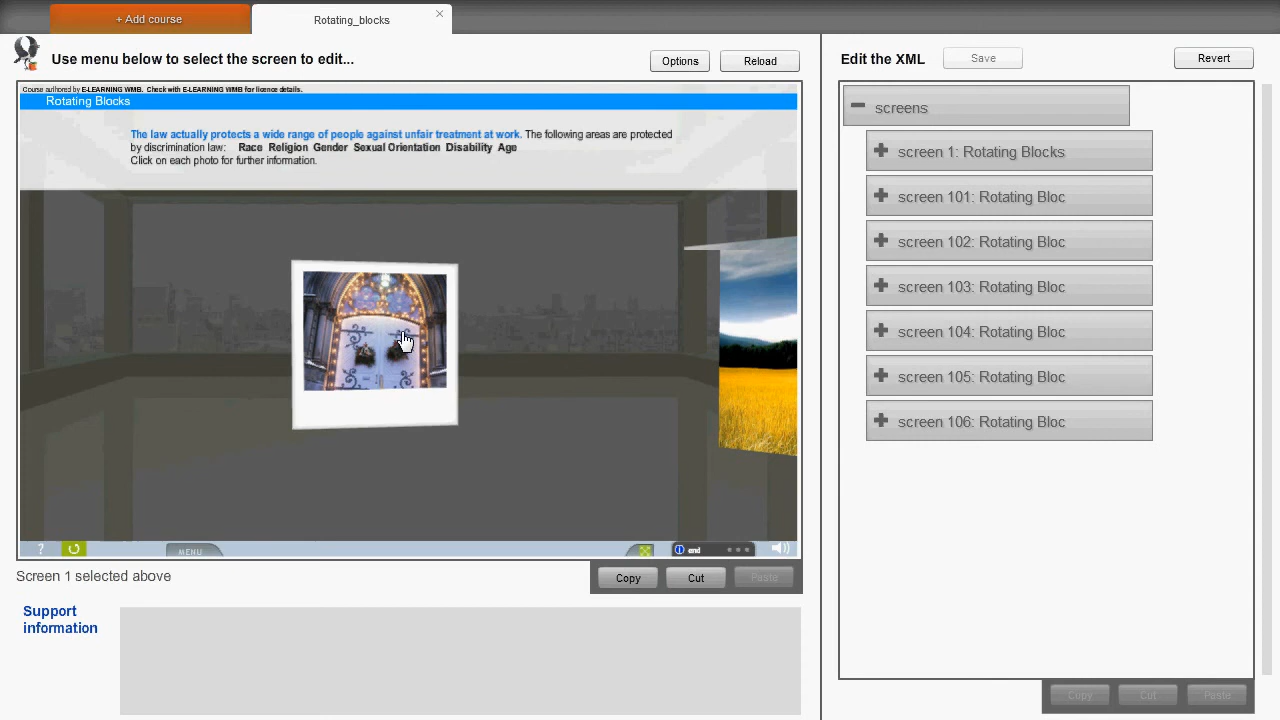 + Add course
Rotating_blocks
Use menu below to select the screen to edit...
Options
Reload
Edit the XML
Save
Revert
Course authored by E-LEARNING WMB. Check with E-LEARNING WMB for licence details.
Rotating Blocks
The law actually protects a wide range of people against unfair treatment at work. The following areas are protected
by discrimination law: Race Religion Gender Sexual Orientation Disability Age
Click on each photo for further information.
? MENU
end
Screen 1 selected above
Copy
Cut
Paste
Support
information
screens
screen 1: Rotating Blocks
screen 101: Rotating Bloc
screen 102: Rotating Bloc
screen 103: Rotating Bloc
screen 104: Rotating Bloc
screen 105: Rotating Bloc
screen 106: Rotating Bloc
Copy
Cut
Paste